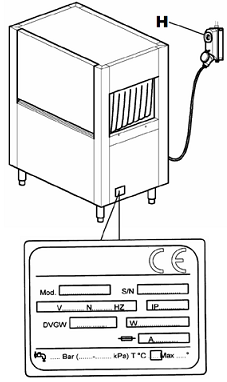 H
CE
Mod. S/N
V..........N.......HZ IP..........
DVGW.............. W..............
A..........
..... Bar (......-....... kPa) T °C Max ....°